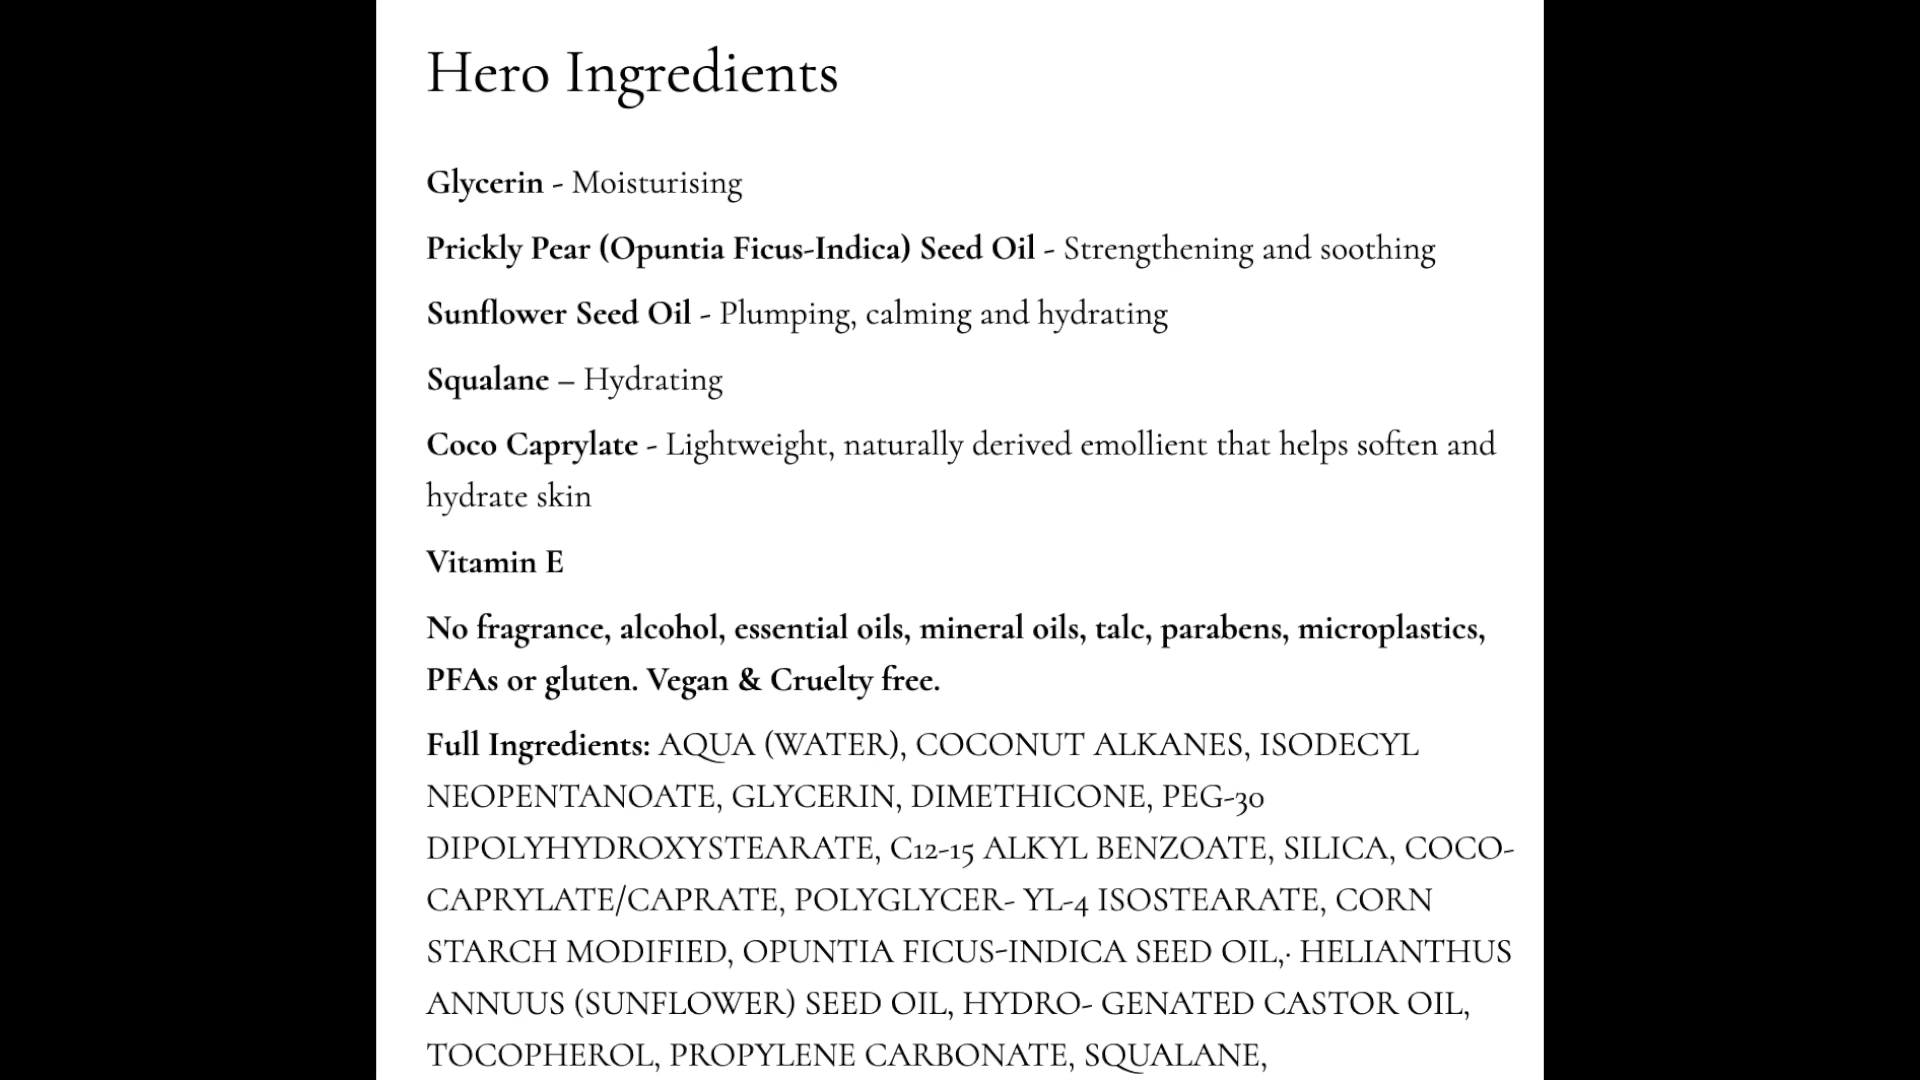 Hero Ingredients
Glycerin - Moisturising
Prickly Pear (Opuntia Ficus-Indica) Seed Oil - Strengthening and soothing
Sunflower Seed Oil - Plumping, calming and hydrating
Squalane – Hydrating
Coco Caprylate - Lightweight, naturally derived emollient that helps soften and
hydrate skin
Vitamin E
No fragrance, alcohol, essential oils, mineral oils, talc, parabens, microplastics,
PFAs or gluten. Vegan & Cruelty free.
Full Ingredients: AQUA (WATER), COCONUT ALKANES, ISODECYL
NEOPENTANOATE, GLYCERIN, DIMETHICONE, PEG-30
DIPOLYHYDROXYSTEARATE, C12-15 ALKYL BENZOATE, SILICA, COCO-
CAPRYLATE/CAPRATE, POLYGLYCER- YL-4 ISOSTEARATE, CORN
STARCH MODIFIED, OPUNTIA FICUS-INDICA SEED OIL,· HELIANTHUS
ANNUUS (SUNFLOWER) SEED OIL, HYDRO- GENATED CASTOR OIL,
TOCOPHEROL, PROPYLENE CARBONATE, SQUALANE,